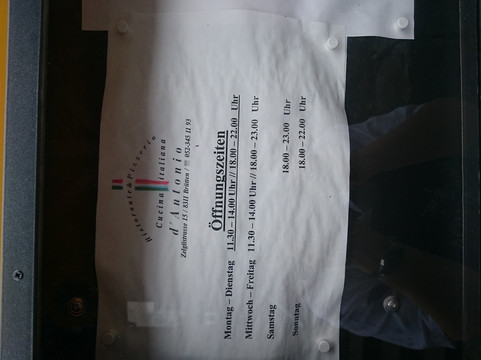 Ristorante & Pizzeria
Cucina italiana
d'Antonio
Zelglistrasse 15 / 8311 Brütten / ☏ 052-345 11 93
Öffnungszeiten
Montag – Dienstag 11.30 – 14.00 Uhr // 18.00 – 22.00 Uhr
Mittwoch – Freitag 11.30 – 14.00 Uhr // 18.00 – 23.00 Uhr
Samstag 18.00 – 23.00 Uhr
Sonntag 18.00 – 22.00 Uhr